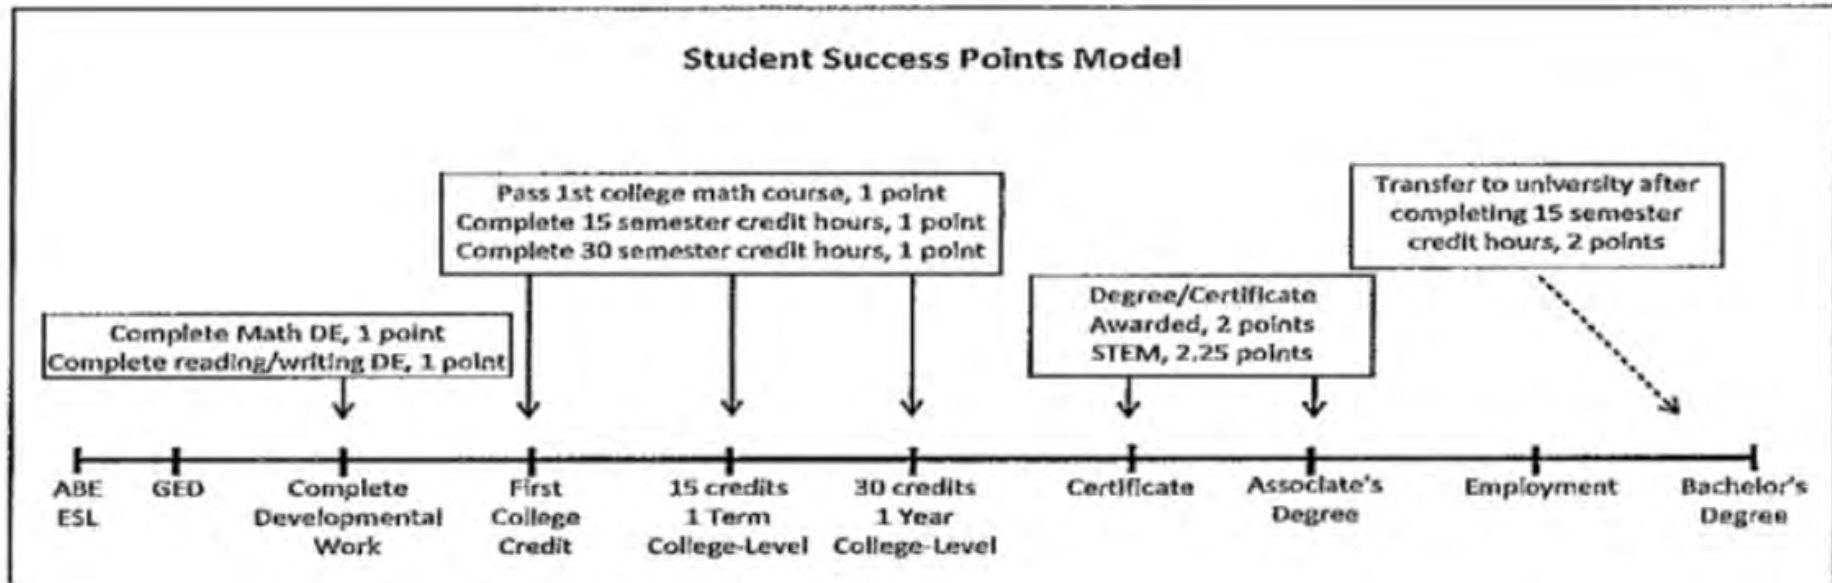 Student Success Points Model
Pass 1st college math course, 1 point
Complete 15 semester credit hours, 1 point
Complete 30 semester credit hours, 1 point
Transfer to university after
completing 15 semester
credit hours, 2 points
Degree/Certificate
Awarded, 2 points
STEM, 2.25 points
Complete Math DE, 1 point
Complete reading/writing DE, 1 point
ABE
ESL
GED
Complete
Developmental
Work
First
College
Credit
15 credits
1 Term
College-Level
30 credits
1 Year
College-Level
Certificate
Associate's
Degree
Employment
Bachelor's
Degree